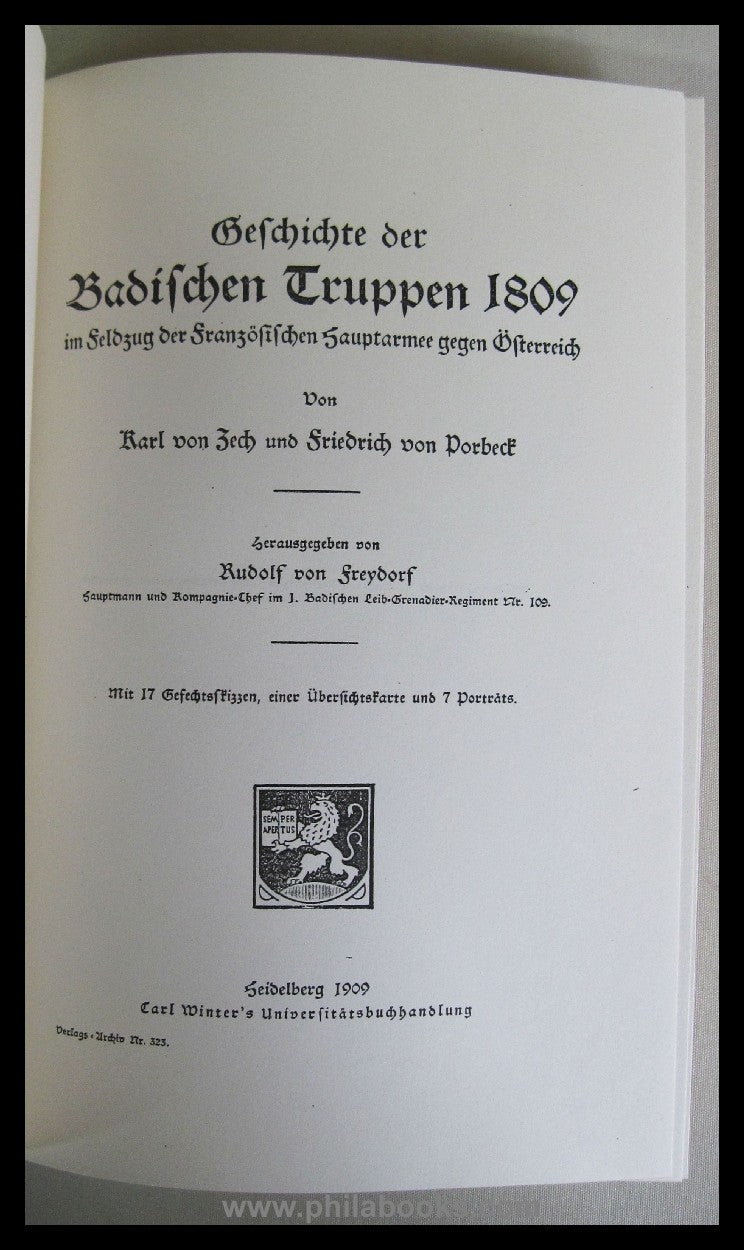 Geschichte der
Badischen Truppen 1809
im Feldzug der Französischen Hauptarmee gegen Österreich
Von
Karl von Zech und Friedrich von Porbeck
Herausgegeben von
Rudolf von Freydorf
Hauptmann und Kompagnie-Chef im 1. Badischen Leib-Grenadier-Regiment Nr. 109.
Mit 17 Gefechtsskizzen, einer Übersichtskarte und 7 Porträts.
SEMPER
APERTUS
Heidelberg 1909
Carl Winter's Universitätsbuchhandlung
Verlags-Archiv Nr. 323.
www.philabooks.com